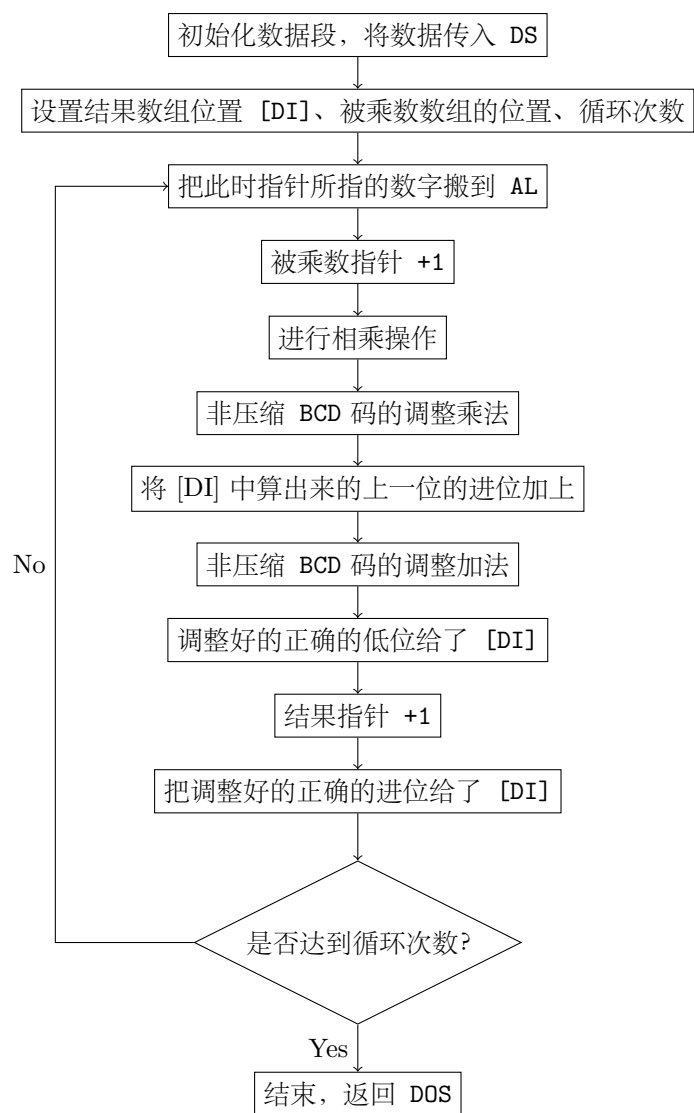 初始化数据段，将数据传入 DS
设置结果数组位置 [DI]、被乘数数组的位置、循环次数
把此时指针所指的数字搬到 AL
被乘数指针 +1
进行相乘操作
非压缩 BCD 码的调整乘法
将 [DI] 中算出来的上一位的进位加上
No
非压缩 BCD 码的调整加法
调整好的正确的低位给了 [DI]
结果指针 +1
把调整好的正确的进位给了 [DI]
是否达到循环次数?
Yes
结束，返回 DOS